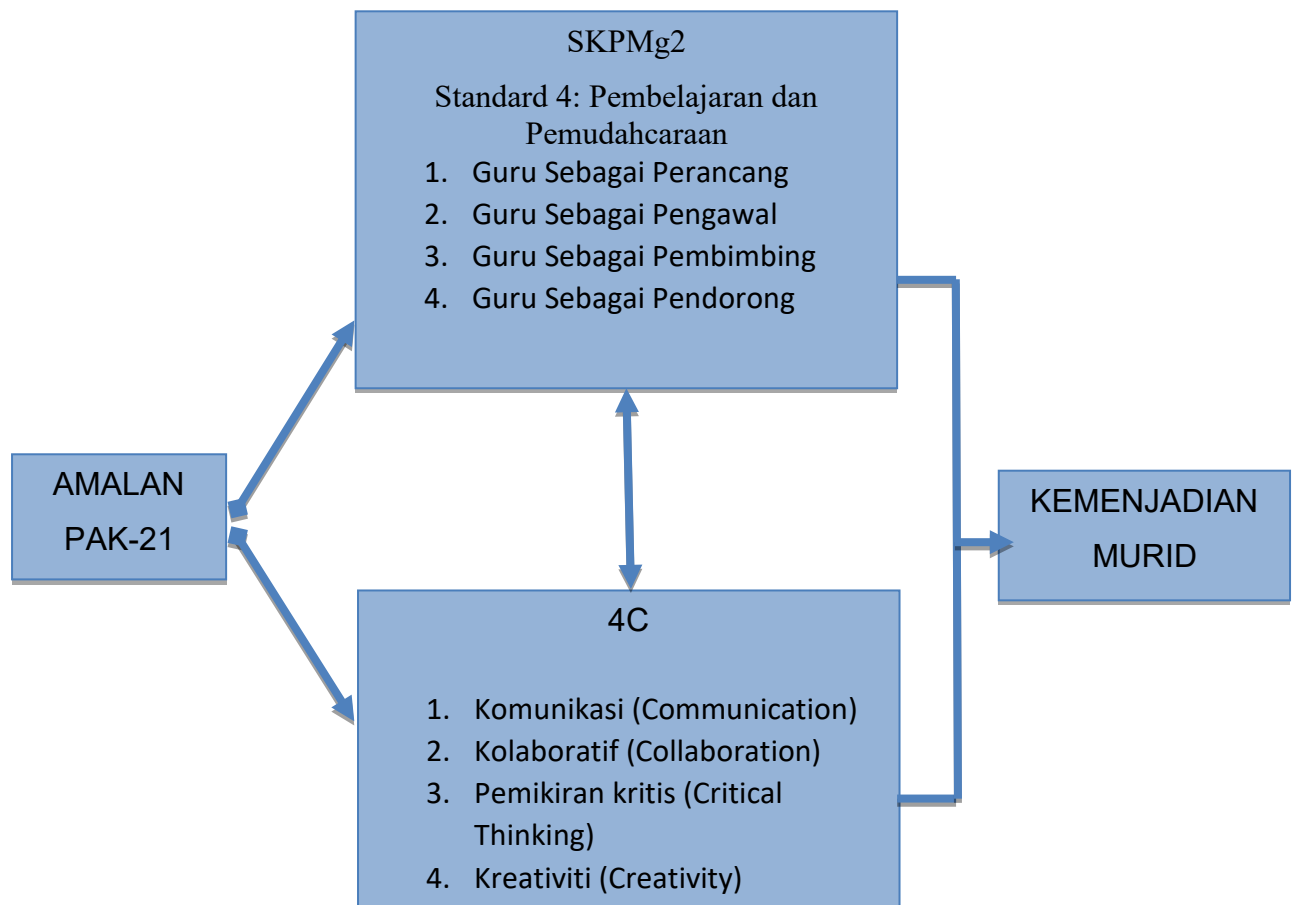 SKPMg2
Standard 4: Pembelajaran dan
Pemudahcaraan
1. Guru Sebagai Perancang
2. Guru Sebagai Pengawal
3. Guru Sebagai Pembimbing
4. Guru Sebagai Pendorong
AMALAN
PAK-21
KEMENJADIAN
MURID
4C
1. Komunikasi (Communication)
2. Kolaboratif (Collaboration)
3. Pemikiran kritis (Critical
Thinking)
4. Kreativiti (Creativity)